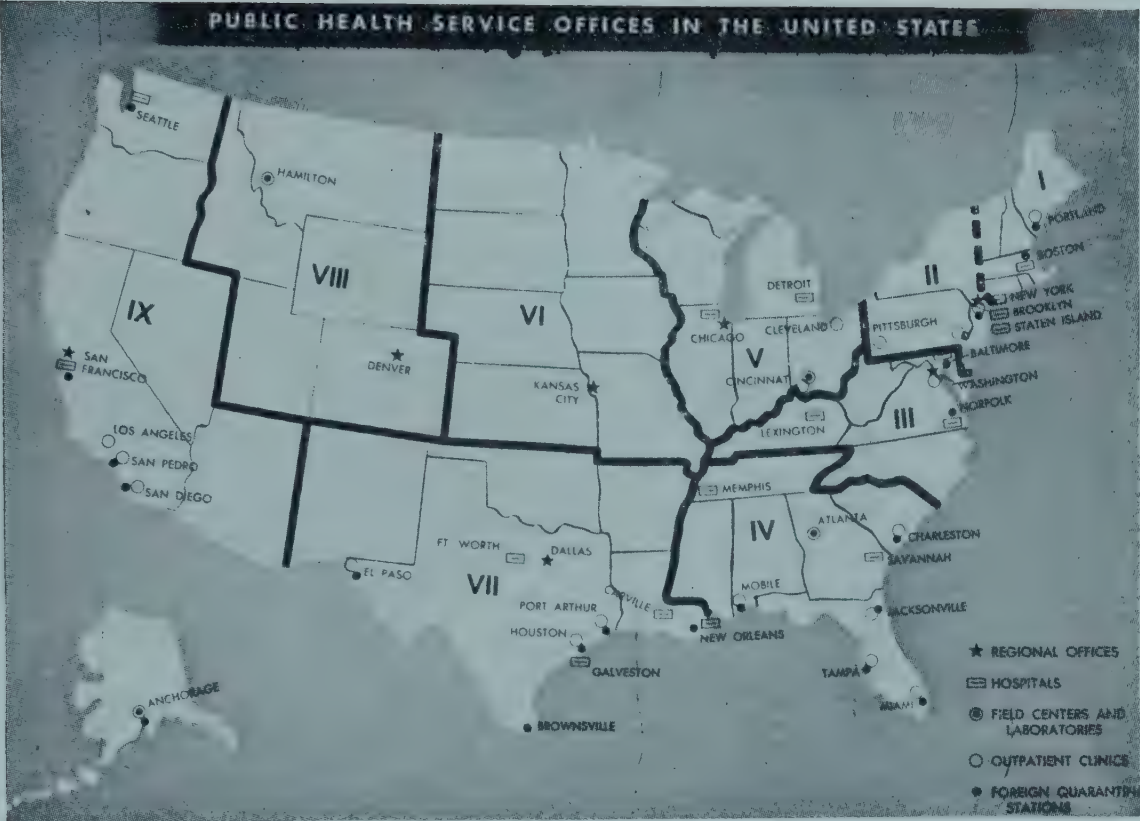 PUBLIC HEALTH SERVICE OFFICES IN THE UNITED STATES
SEATTLE
HAMILTON
I
PORTLAND
BOSTON
VIII
II
NEW YORK
BROOKLYN
STATEN ISLAND
DETROIT
IX
VI
CHICAGO
CLEVELAND
PITTSBURGH
BALTIMORE
SAN
FRANCISCO
DENVER
V
KANSAS
CITY
CINCINNATI
WASHINGTON
NORFOLK
LEXINGTON
III
LOS ANGELES
SAN PEDRO
SAN DIEGO
MEMPHIS
FT WORTH
DALLAS
IV
ATLANTA
CHARLESTON
SAVANNAH
EL PASO
VII
CARVILLE
MOBILE
PORT ARTHUR
JACKSONVILLE
HOUSTON
NEW ORLEANS
GALVESTON
TAMPA
MIAMI
ANCHORAGE
BROWNSVILLE
REGIONAL OFFICES
HOSPITALS
FIELD CENTERS AND
LABORATORIES
OUTPATIENT CLINICS
FOREIGN QUARANTIN
STATIONS